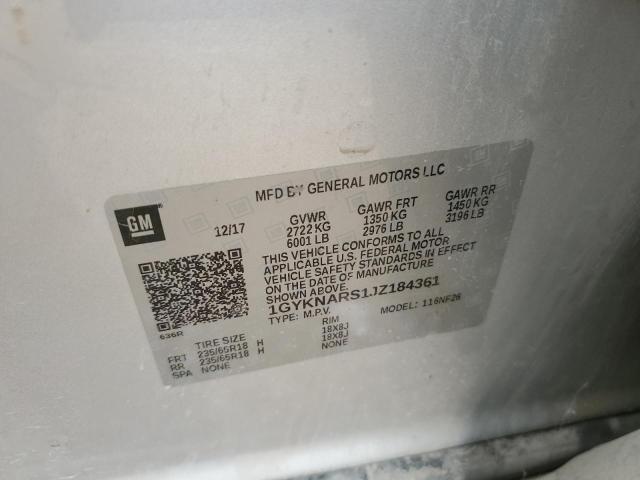 MFD BY GENERAL MOTORS LLC
GM
12/17
GVWR GAWR FRT GAWR RR
2722 KG 1350 KG 1450 KG
6001 LB 2976 LB 3196 LB
THIS VEHICLE CONFORMS TO ALL
APPLICABLE U.S. FEDERAL MOTOR
VEHICLE SAFETY STANDARDS IN EFFECT
ON THE DATE OF MANUFACTURE
SHOWN ABOVE.
1GYKNARS1JZ184361
TYPE: M.P.V. MODEL: 116NF26
636R
TIRE SIZE RIM
FRT 235/65R18 H 18X8J
RR 235/65R18 H 18X8J
SPA NONE NONE